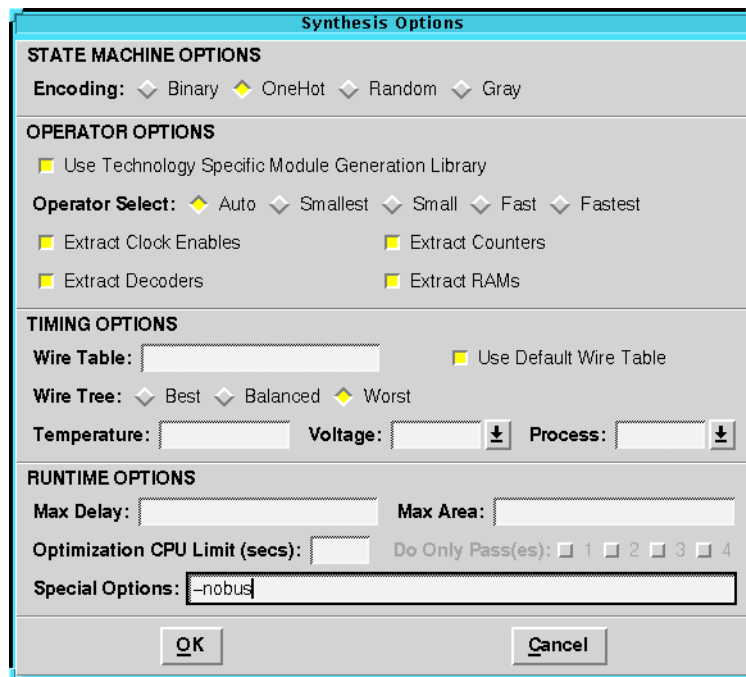 Synthesis Options
STATE MACHINE OPTIONS
Encoding: Binary OneHot Random Gray
OPERATOR OPTIONS
Use Technology Specific Module Generation Library
Operator Select: Auto Smallest Small Fast Fastest
Extract Clock Enables Extract Counters
Extract Decoders Extract RAMs
TIMING OPTIONS
Wire Table: Use Default Wire Table
Wire Tree: Best Balanced Worst
Temperature: Voltage: Process:
RUNTIME OPTIONS
Max Delay: Max Area:
Optimization CPU Limit (secs): Do Only Pass(es): 1 2 3 4
Special Options: -nobus
OK Cancel